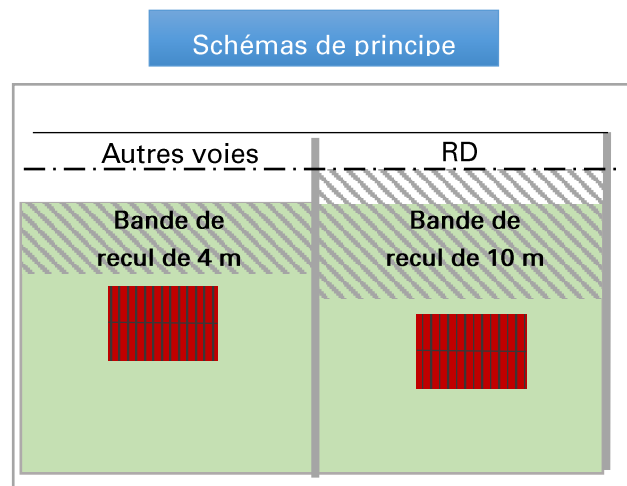 Schémas de principe
Autres voies
RD
Bande de
recul de 4 m
Bande de
recul de 10 m